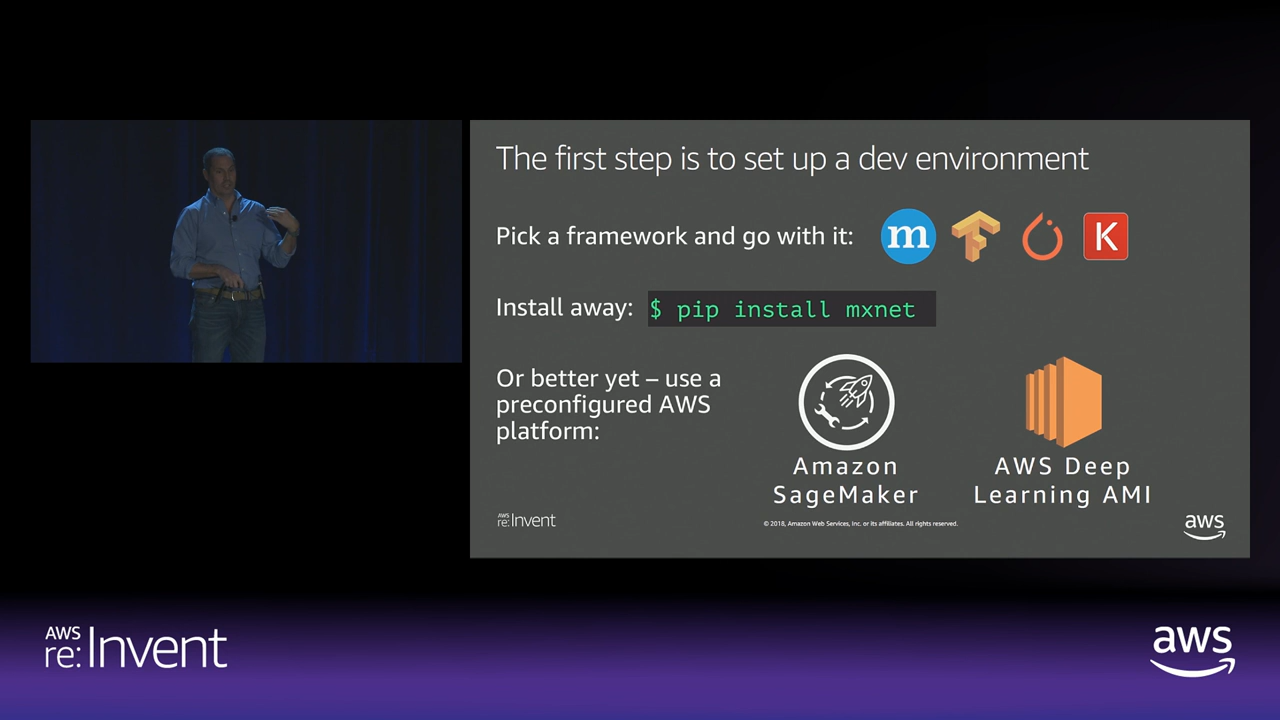 The first step is to set up a dev environment
Pick a framework and go with it:
m
K
Install away:
$ pip install mxnet
Or better yet – use a
preconfigured AWS
platform:
Amazon
SageMaker
AWS Deep
Learning AMI
AWS
re:Invent
© 2018, Amazon Web Services, Inc. or its affiliates. All rights reserved.
aws
AWS
re:Invent
aws